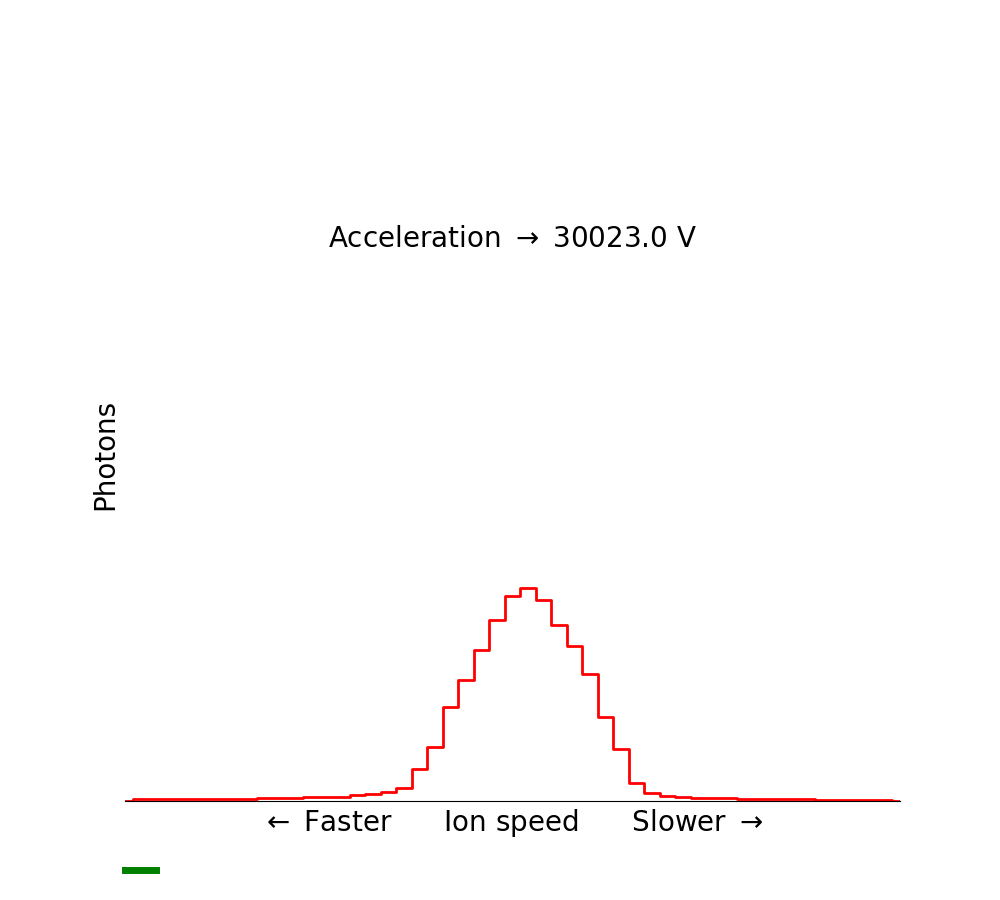 Acceleration → 30023.0 V
Photons
← Faster Ion speed Slower →